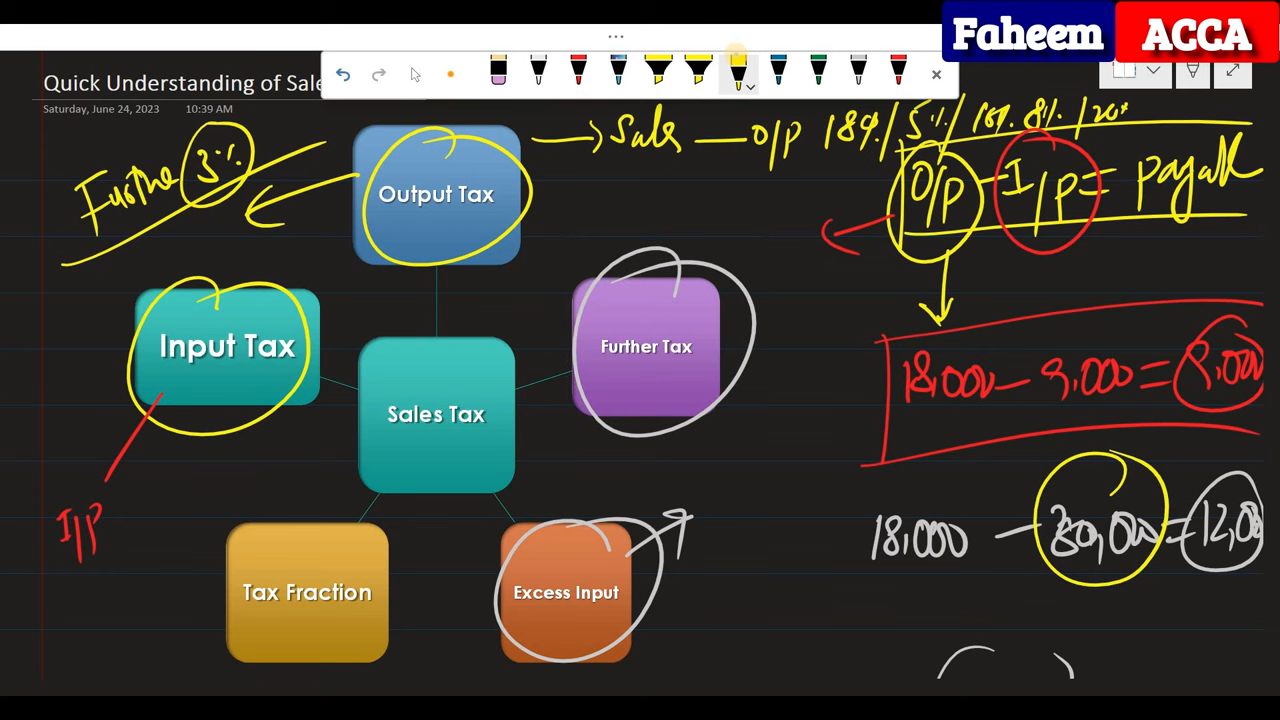 Faheem ACCA
Quick Understanding of Sale
Saturday, June 24, 2023 10:39 AM
Further 3%
Output Tax
Sales O/P 18%/ 5%/ 16% 8%/20%
O/P - I/P = payable
Input Tax
Further Tax
18,000 - 9,000 = 9,000
Sales Tax
I/P
18,000 - 30,000 = 12,00
Tax Fraction
Excess Input